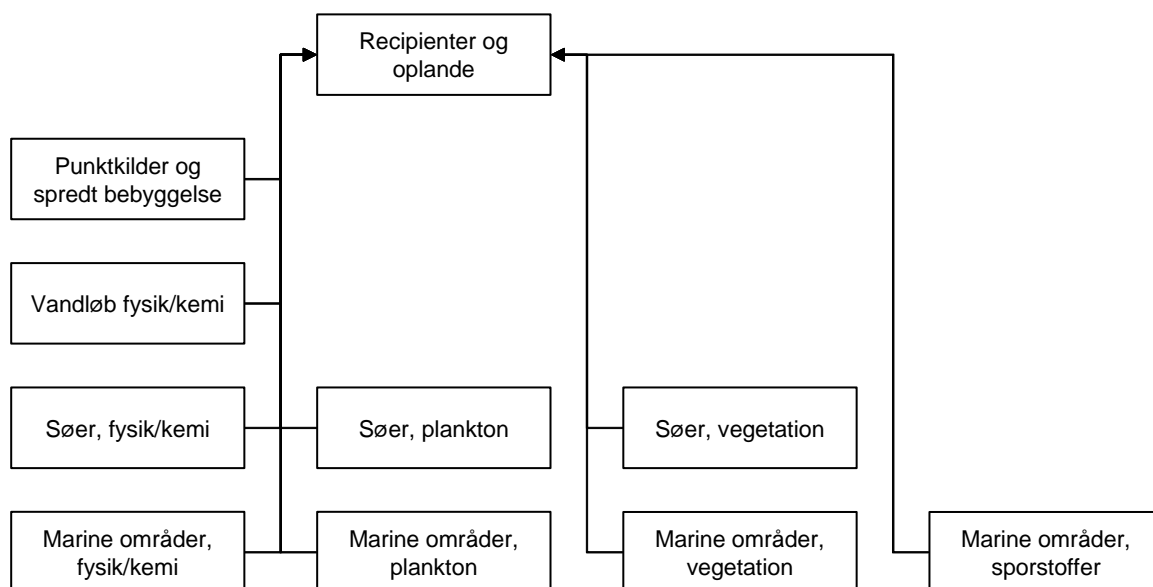 Recipienter og
oplande
Punktkilder og
spredt bebyggelse
Vandløb fysik/kemi
Søer, fysik/kemi
Søer, plankton
Søer, vegetation
Marine områder,
fysik/kemi
Marine områder,
plankton
Marine områder,
vegetation
Marine områder,
sporstoffer